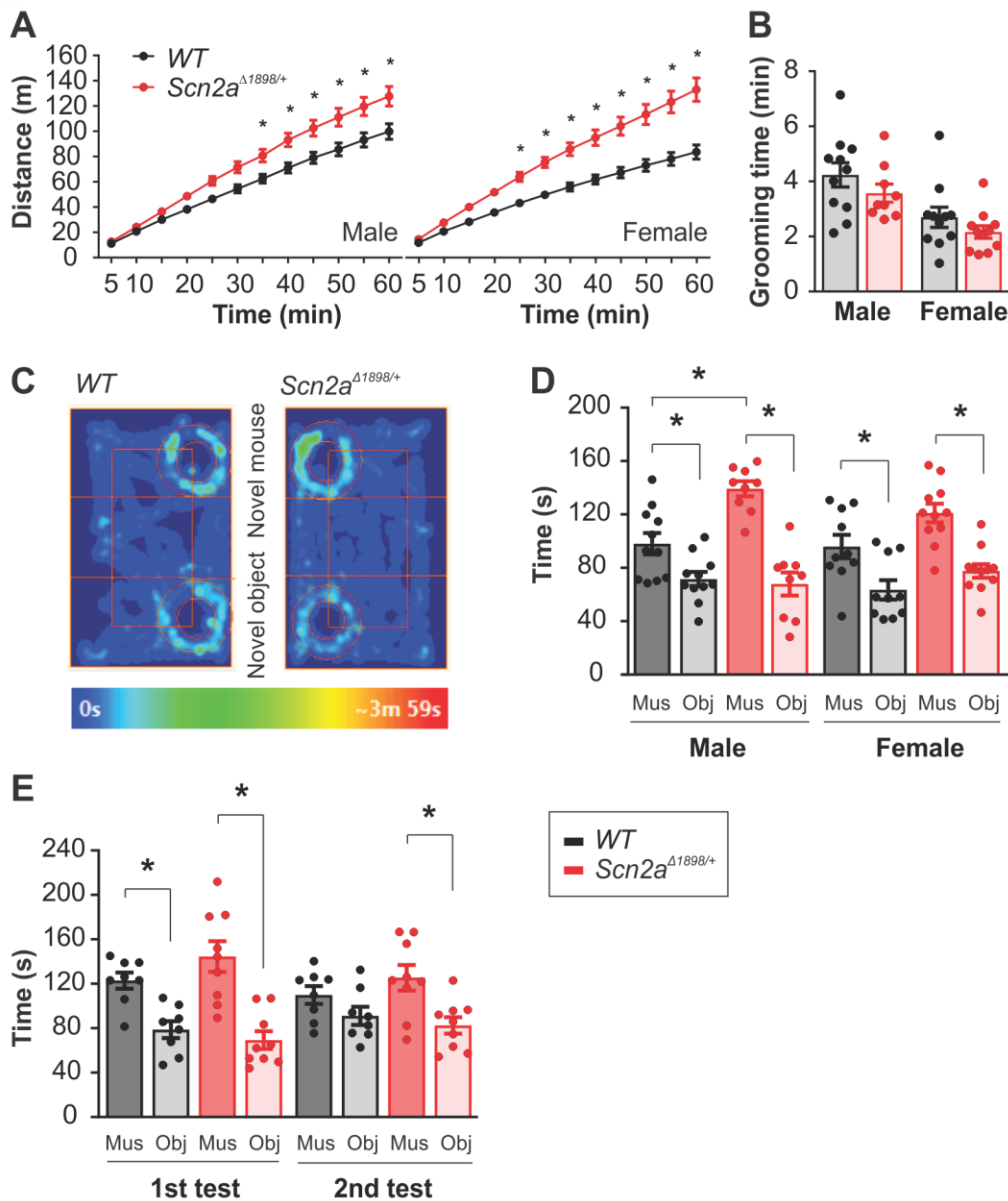 A
WT
Scn2a^Δ1898/+
Distance (m)
160
140
120
100
80
60
40
20
0
* * * * * *
* * * * * * * *
Male
Female
5 10 20 30 40 50 60
5 10 20 30 40 50 60
Time (min)
Time (min)
B
Grooming time (min)
8
6
4
2
0
Male Female
C
WT
Scn2a^Δ1898/+
Novel mouse
Novel object
0s
~3m 59s
D
Time (s)
200
160
120
80
40
0
* * * * *
Mus Obj Mus Obj Mus Obj Mus Obj
Male Female
E
Time (s)
240
200
160
120
80
40
0
* * *
Mus Obj Mus Obj Mus Obj Mus Obj
1st test 2nd test
WT
Scn2a^Δ1898/+